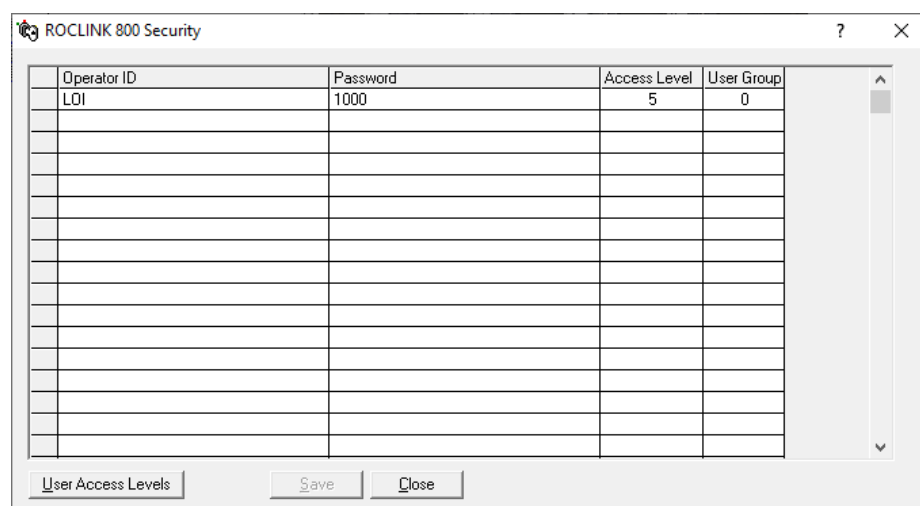 ROCLINK 800 Security ? X
Operator ID Password Access Level User Group
LOI 1000 5 0
User Access Levels Save Close